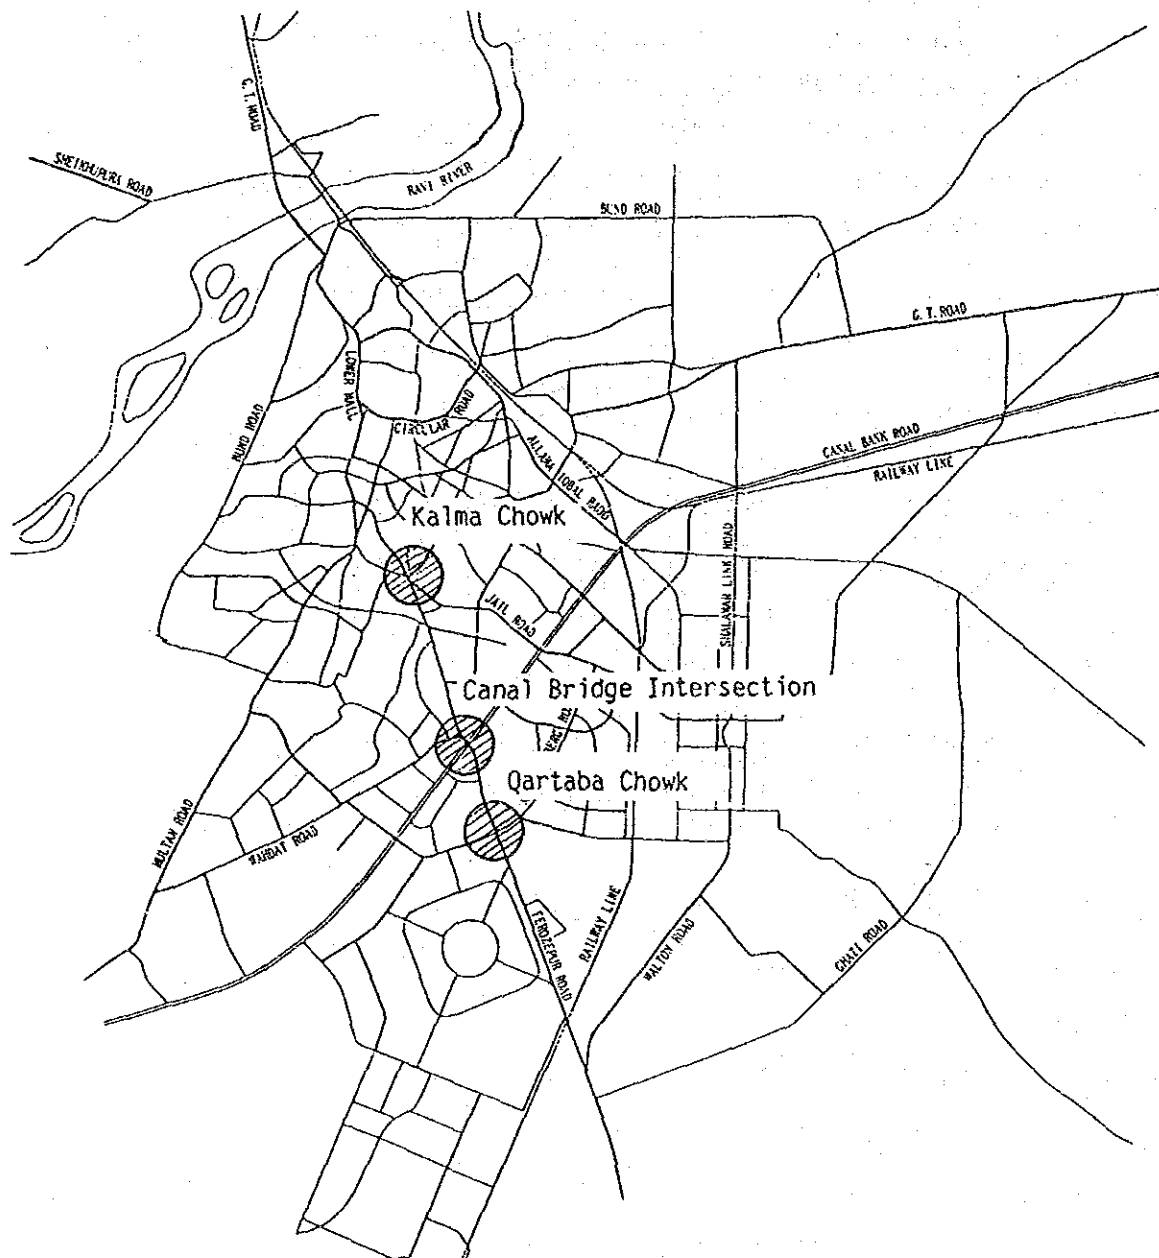 G. T. ROAD
SHEIKHUPURA ROAD
RAVI RIVER
BUND ROAD
G. T. ROAD
LOWER MALL
CIRCULAR ROAD
BUND ROAD
ALLAMA IQBAL ROAD
CANAL BANK ROAD
RAILWAY LINE
Kalma Chowk
SHALAMAR LINK ROAD
JAIL ROAD
Canal Bridge Intersection
Qartaba Chowk
MULTAN ROAD
WAHDAT ROAD
FEROZEPUR ROAD
RAILWAY LINE
WALTON ROAD
GHAZI ROAD